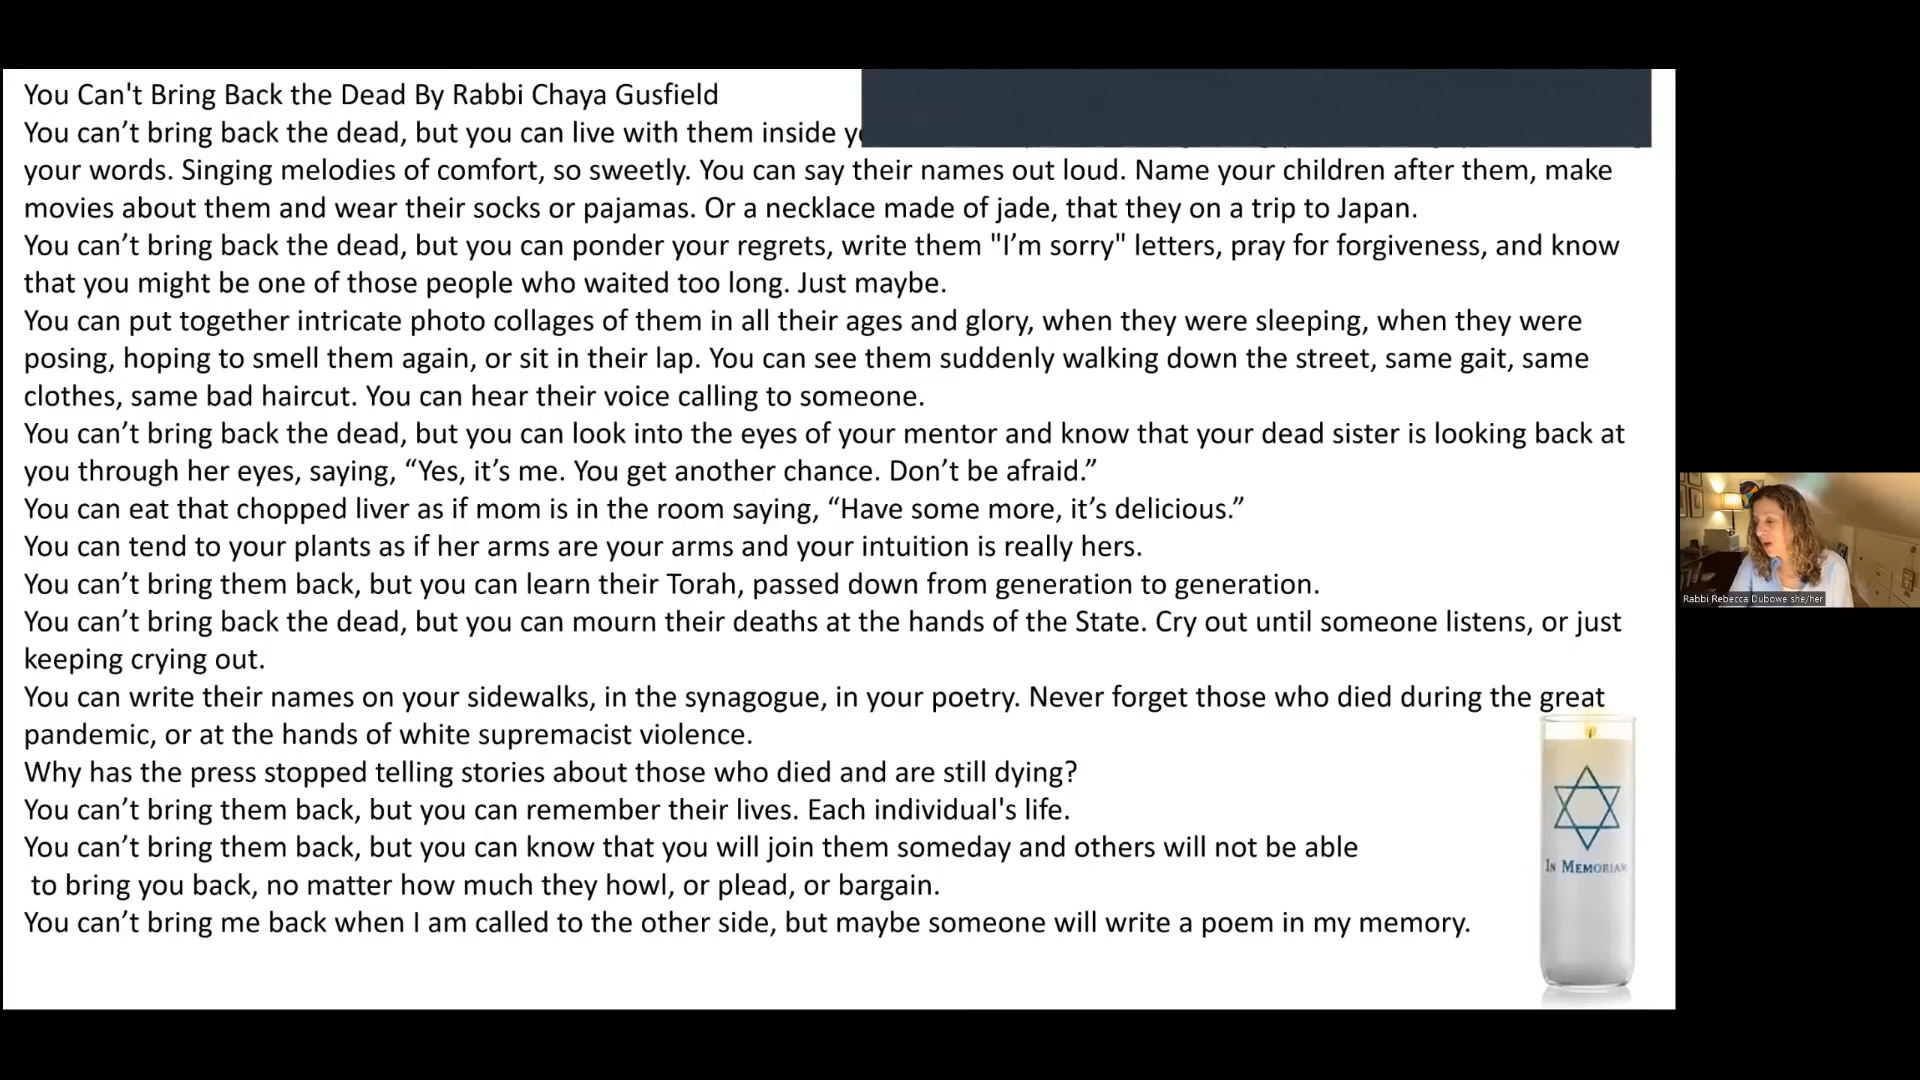 You Can't Bring Back the Dead By Rabbi Chaya Gusfield
You can’t bring back the dead, but you can live with them inside
your words. Singing melodies of comfort, so sweetly. You can say their names out loud. Name your children after them, make
movies about them and wear their socks or pajamas. Or a necklace made of jade, that they on a trip to Japan.
You can’t bring back the dead, but you can ponder your regrets, write them "I’m sorry" letters, pray for forgiveness, and know
that you might be one of those people who waited too long. Just maybe.
You can put together intricate photo collages of them in all their ages and glory, when they were sleeping, when they were
posing, hoping to smell them again, or sit in their lap. You can see them suddenly walking down the street, same gait, same
clothes, same bad haircut. You can hear their voice calling to someone.
You can’t bring back the dead, but you can look into the eyes of your mentor and know that your dead sister is looking back at
you through her eyes, saying, “Yes, it’s me. You get another chance. Don’t be afraid.”
You can eat that chopped liver as if mom is in the room saying, “Have some more, it’s delicious.”
You can tend to your plants as if her arms are your arms and your intuition is really hers.
You can’t bring them back, but you can learn their Torah, passed down from generation to generation.
You can’t bring back the dead, but you can mourn their deaths at the hands of the State. Cry out until someone listens, or just
keeping crying out.
You can write their names on your sidewalks, in the synagogue, in your poetry. Never forget those who died during the great
pandemic, or at the hands of white supremacist violence.
Why has the press stopped telling stories about those who died and are still dying?
You can’t bring them back, but you can remember their lives. Each individual's life.
You can’t bring them back, but you can know that you will join them someday and others will not be able
to bring you back, no matter how much they howl, or plead, or bargain.
You can’t bring me back when I am called to the other side, but maybe someone will write a poem in my memory.
IN MEMORIAM
Rabbi Rebecca Dubowe she/her